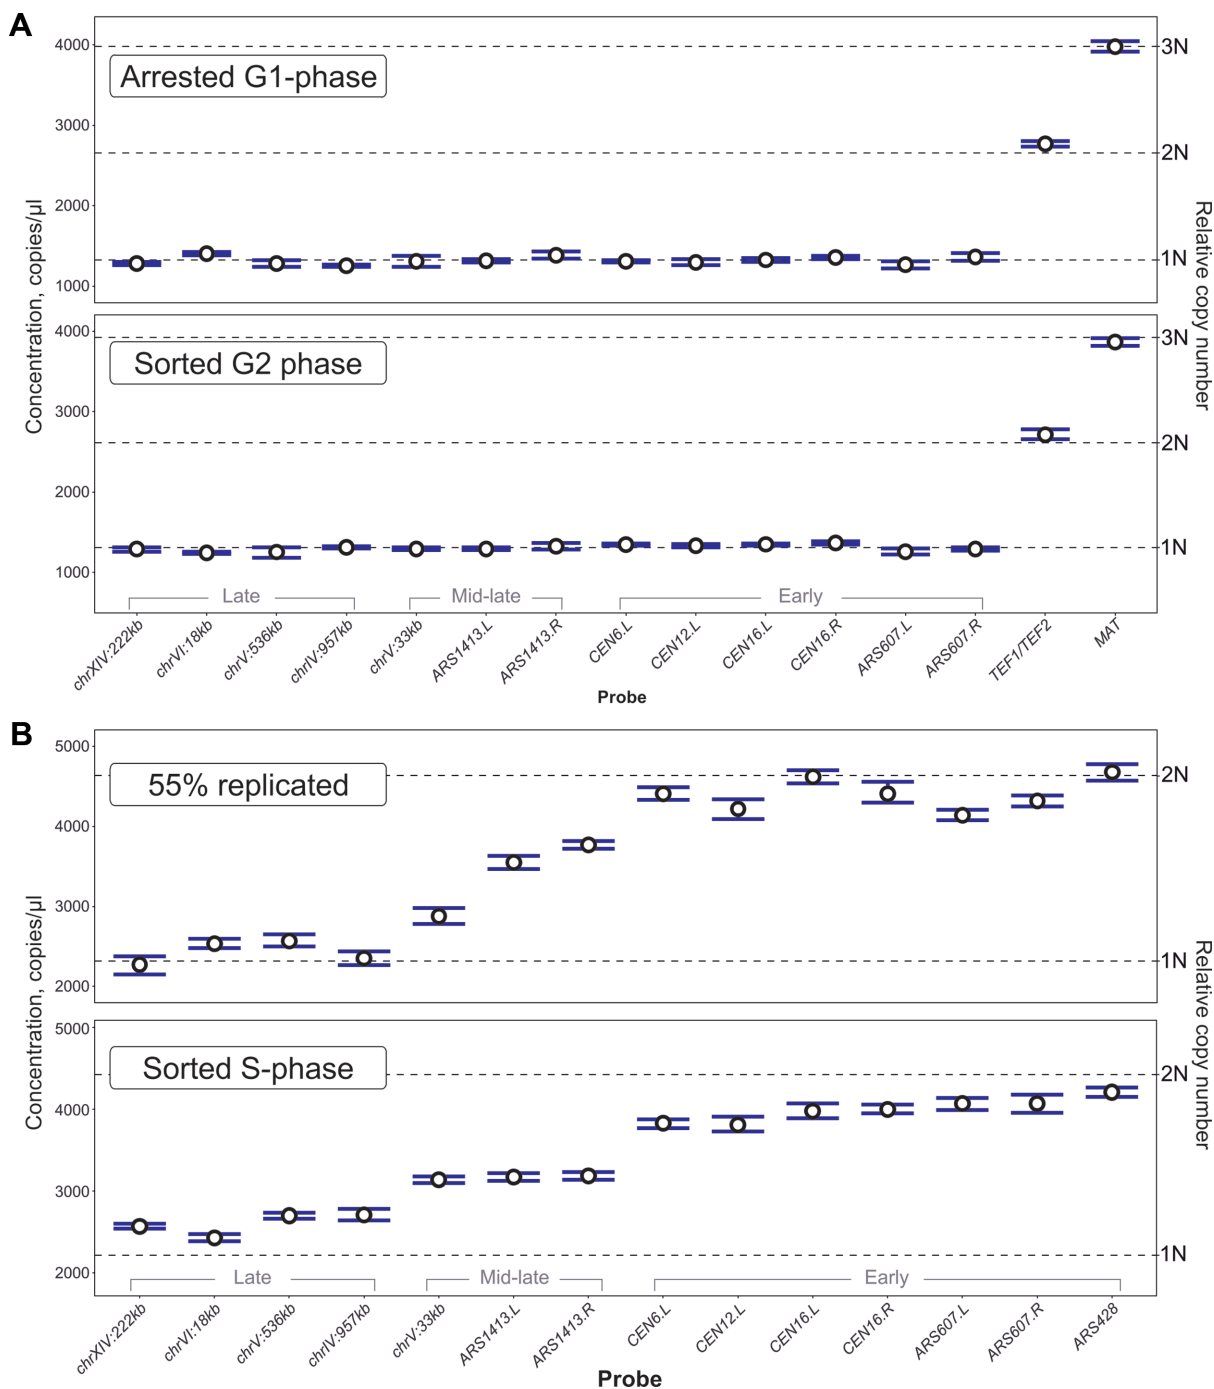 A
Arrested G1-phase
4000
3000
2000
1000
3N
2N
1N
Sorted G2 phase
4000
3000
2000
1000
3N
2N
1N
Concentration, copies/µl
Relative copy number
Late
Mid-late
Early
chrXIV:222kb
chrVI:18kb
chrV:536kb
chrV:957kb
chrV:33kb
ARS1413.L
ARS1413.R
CEN6.L
CEN12.L
CEN16.L
CEN16.R
ARS607.L
ARS607.R
TEF1/TEF2
MAT
Probe
B
55% replicated
5000
4000
3000
2000
2N
1N
Sorted S-phase
5000
4000
3000
2000
2N
1N
Concentration, copies/µl
Relative copy number
Late
Mid-late
Early
chrXIV:222kb
chrVI:18kb
chrV:536kb
chrIV:957kb
chrV:33kb
ARS1413.L
ARS1413.R
CEN6.L
CEN12.L
CEN16.L
CEN16.R
ARS607.L
ARS607.R
ARS428
Probe